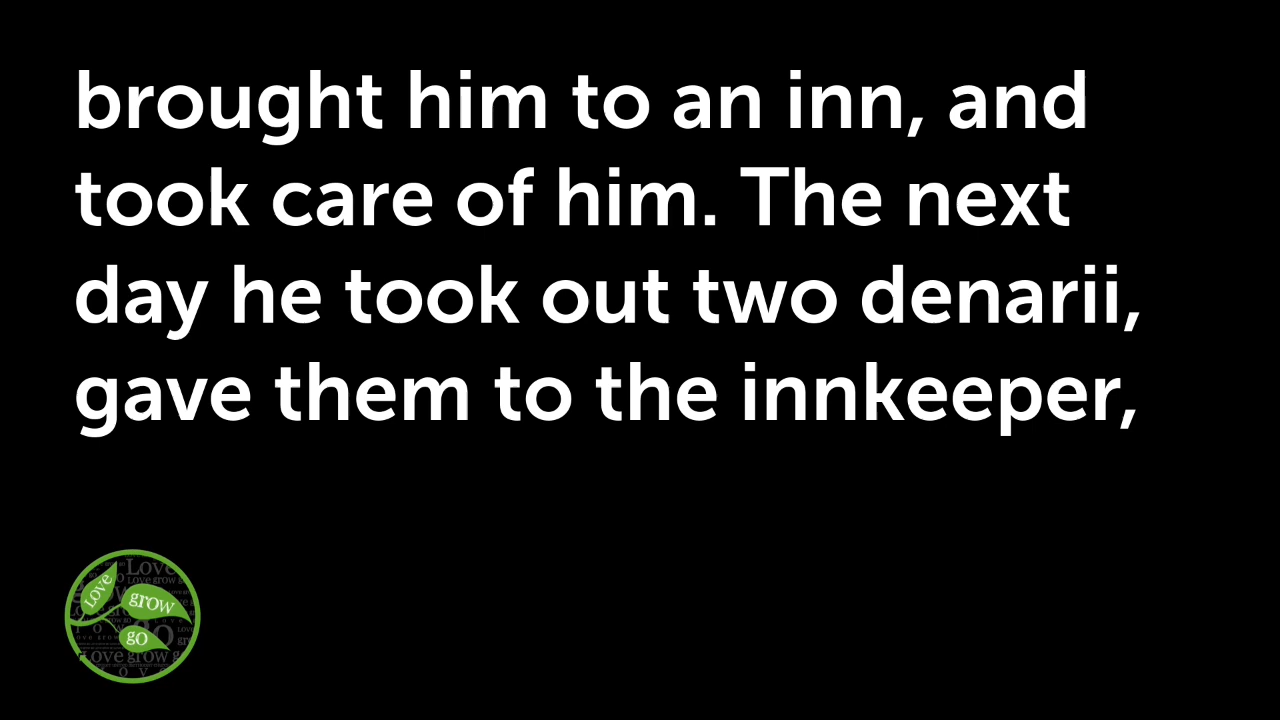 brought him to an inn, and
took care of him. The next
day he took out two denarii,
gave them to the innkeeper,
Love
grow
go